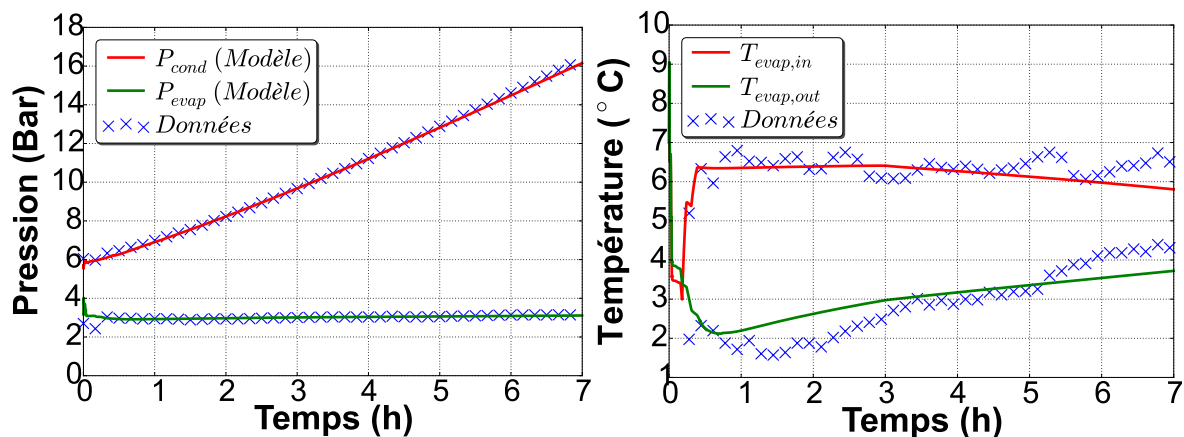 18
16
14
12
10
8
6
4
2
0
Pression (Bar)
P_cond (Modèle)
P_evap (Modèle)
Données
0 1 2 3 4 5 6 7
Temps (h)
10
9
8
7
6
5
4
3
2
1
Température (° C)
T_evap,in
T_evap,out
Données
0 1 2 3 4 5 6 7
Temps (h)